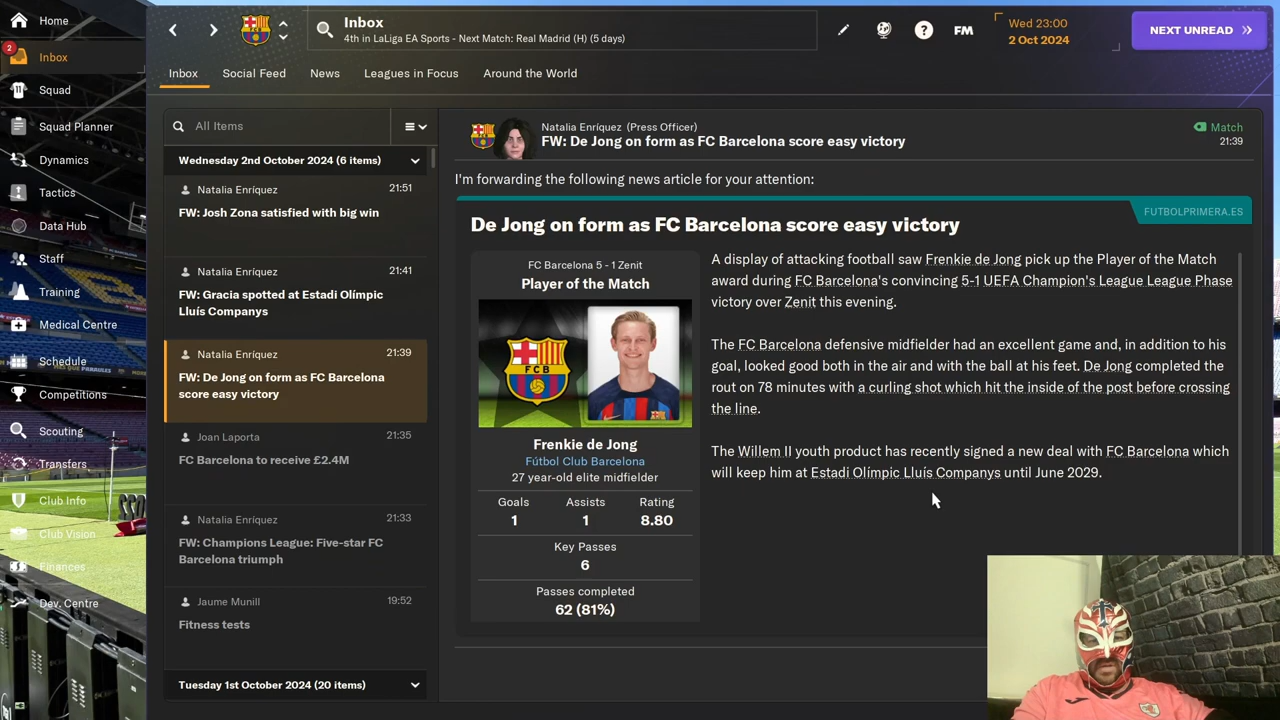 Home
2
Inbox
Squad
Squad Planner
Dynamics
Tactics
Data Hub
Staff
Training
Medical Centre
Schedule
Competitions
Scouting
Transfers
Club Info
Club Vision
Finances
Dev. Centre
Inbox
4th in LaLiga EA Sports - Next Match: Real Madrid (H) (5 days)
?
FM
Wed 23:00
2 Oct 2024
NEXT UNREAD
Inbox
Social Feed
News
Leagues in Focus
Around the World
All Items
Wednesday 2nd October 2024 (6 items)
Natalia Enríquez 21:51
FW: Josh Zona satisfied with big win
Natalia Enríquez 21:41
FW: Gracia spotted at Estadi Olímpic
Lluís Companys
Natalia Enríquez 21:39
FW: De Jong on form as FC Barcelona
score easy victory
Joan Laporta 21:35
FC Barcelona to receive £2.4M
Natalia Enríquez 21:33
FW: Champions League: Five-star FC
Barcelona triumph
Jaume Munill 19:52
Fitness tests
Tuesday 1st October 2024 (20 items)
Natalia Enríquez (Press Officer)
FW: De Jong on form as FC Barcelona score easy victory
Match
21:39
I'm forwarding the following news article for your attention:
FUTBOLPRIMERA.ES
De Jong on form as FC Barcelona score easy victory
FC Barcelona 5 - 1 Zenit
Player of the Match
FCB
Frenkie de Jong
Fútbol Club Barcelona
27 year-old elite midfielder
Goals Assists Rating
1 1 8.80
Key Passes
6
Passes completed
62 (81%)
A display of attacking football saw Frenkie de Jong pick up the Player of the Match
award during FC Barcelona's convincing 5-1 UEFA Champion's League League Phase
victory over Zenit this evening.
The FC Barcelona defensive midfielder had an excellent game and, in addition to his
goal, looked good both in the air and with the ball at his feet. De Jong completed the
rout on 78 minutes with a curling shot which hit the inside of the post before crossing
the line.
The Willem II youth product has recently signed a new deal with FC Barcelona which
will keep him at Estadi Olímpic Lluís Companys until June 2029.